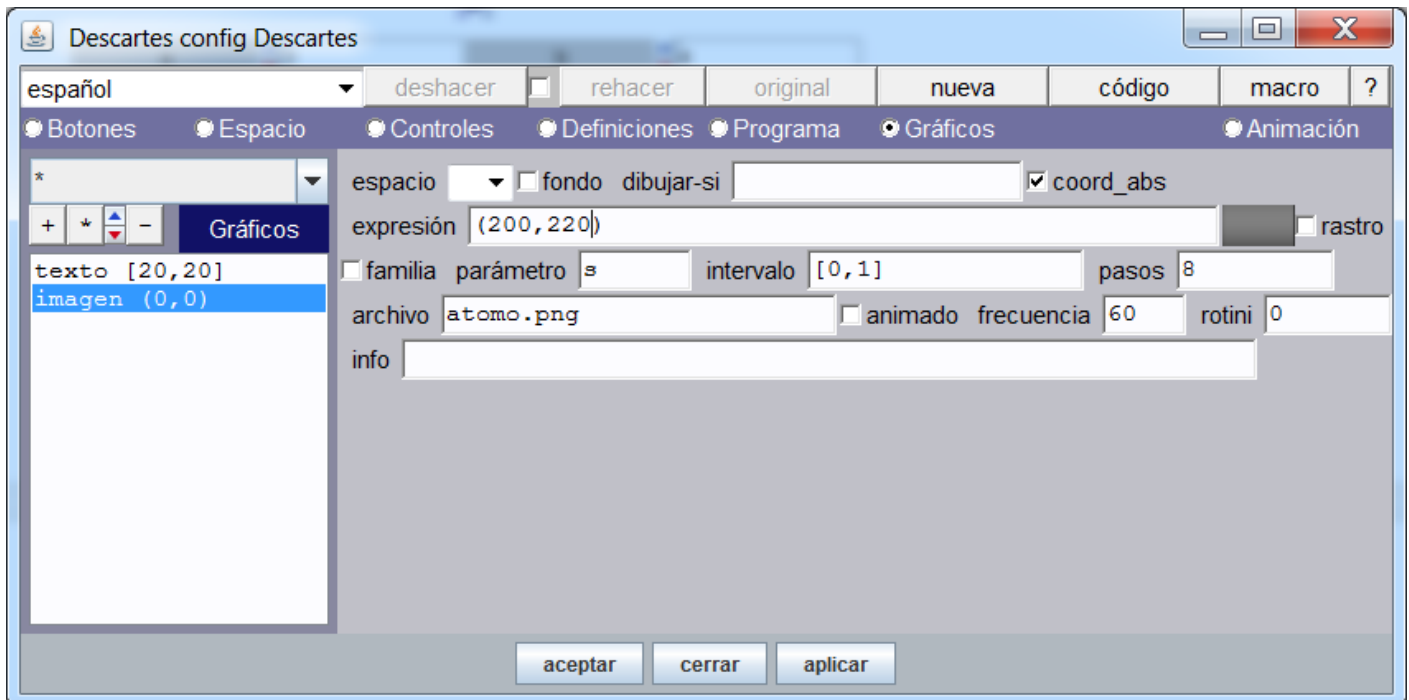 Descartes config Descartes
español deshacer rehacer original nueva código macro ?
Botones Espacio Controles Definiciones Programa Gráficos Animación
* espacio fondo dibujar-si coord_abs
+ * - Gráficos expresión (200,220) rastro
texto [20,20] familia parámetro s intervalo [0,1] pasos 8
imagen (0,0) archivo atomo.png animado frecuencia 60 rotini 0
info
aceptar cerrar aplicar